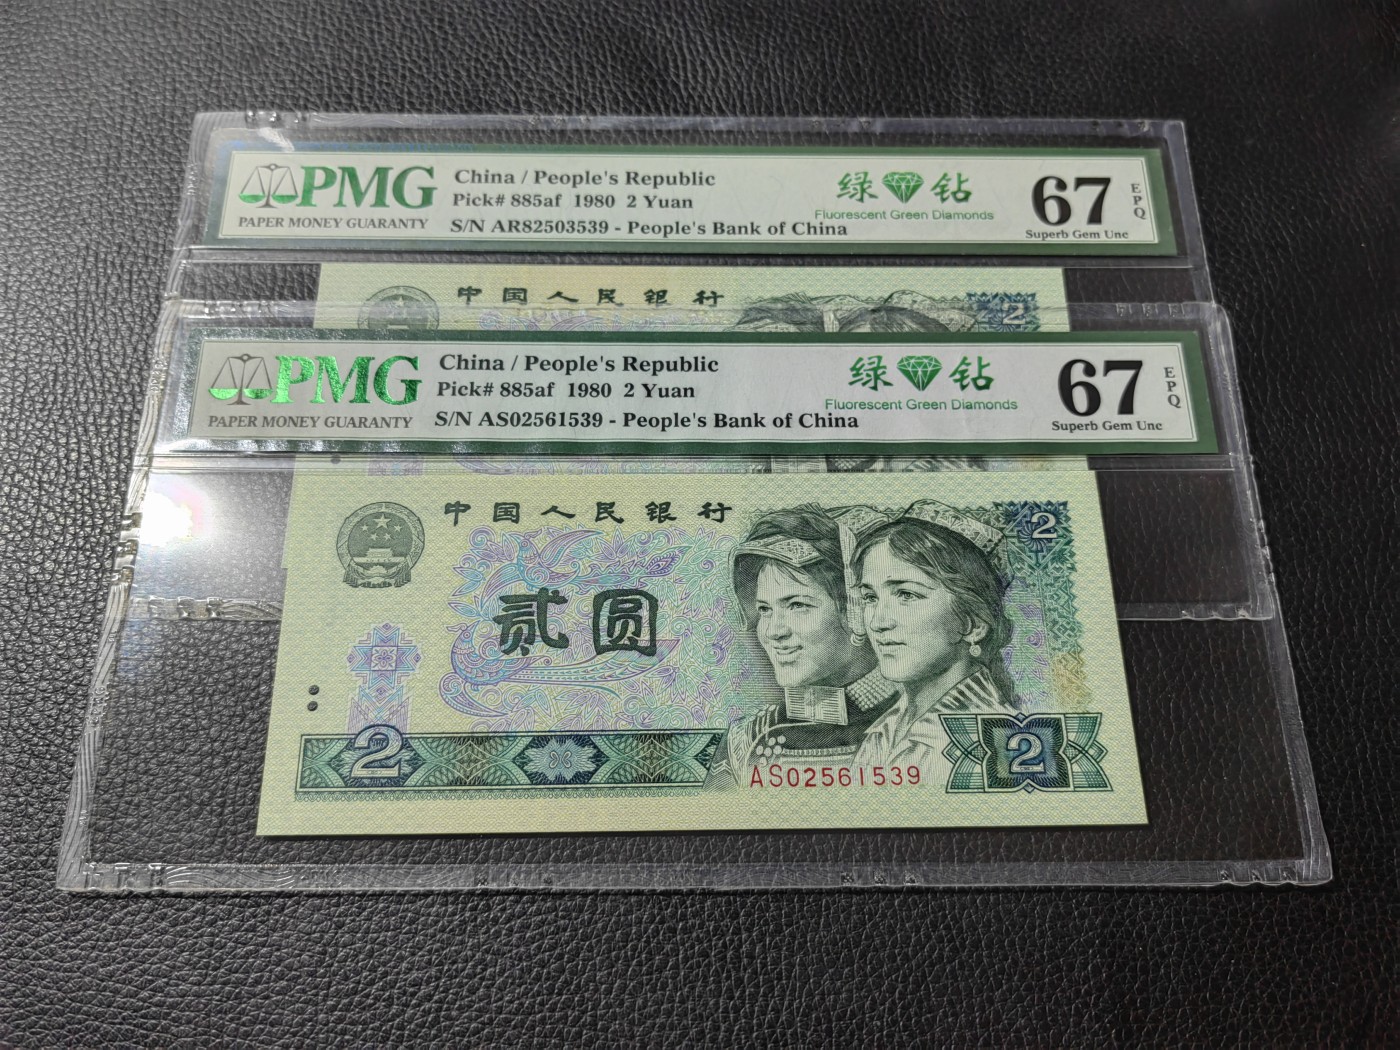 PMG
PAPER MONEY GUARANTY
China / People's Republic
Pick# 885af 1980 2 Yuan
S/N AR82503539 - People's Bank of China
绿 钻
Fluorescent Green Diamonds
67
EPQ
Superb Gem Unc
中国人民银行
2
PMG
PAPER MONEY GUARANTY
China / People's Republic
Pick# 885af 1980 2 Yuan
S/N AS02561539 - People's Bank of China
绿 钻
Fluorescent Green Diamonds
67
EPQ
Superb Gem Unc
中国人民银行
2
贰圆
2
AS02561539
2